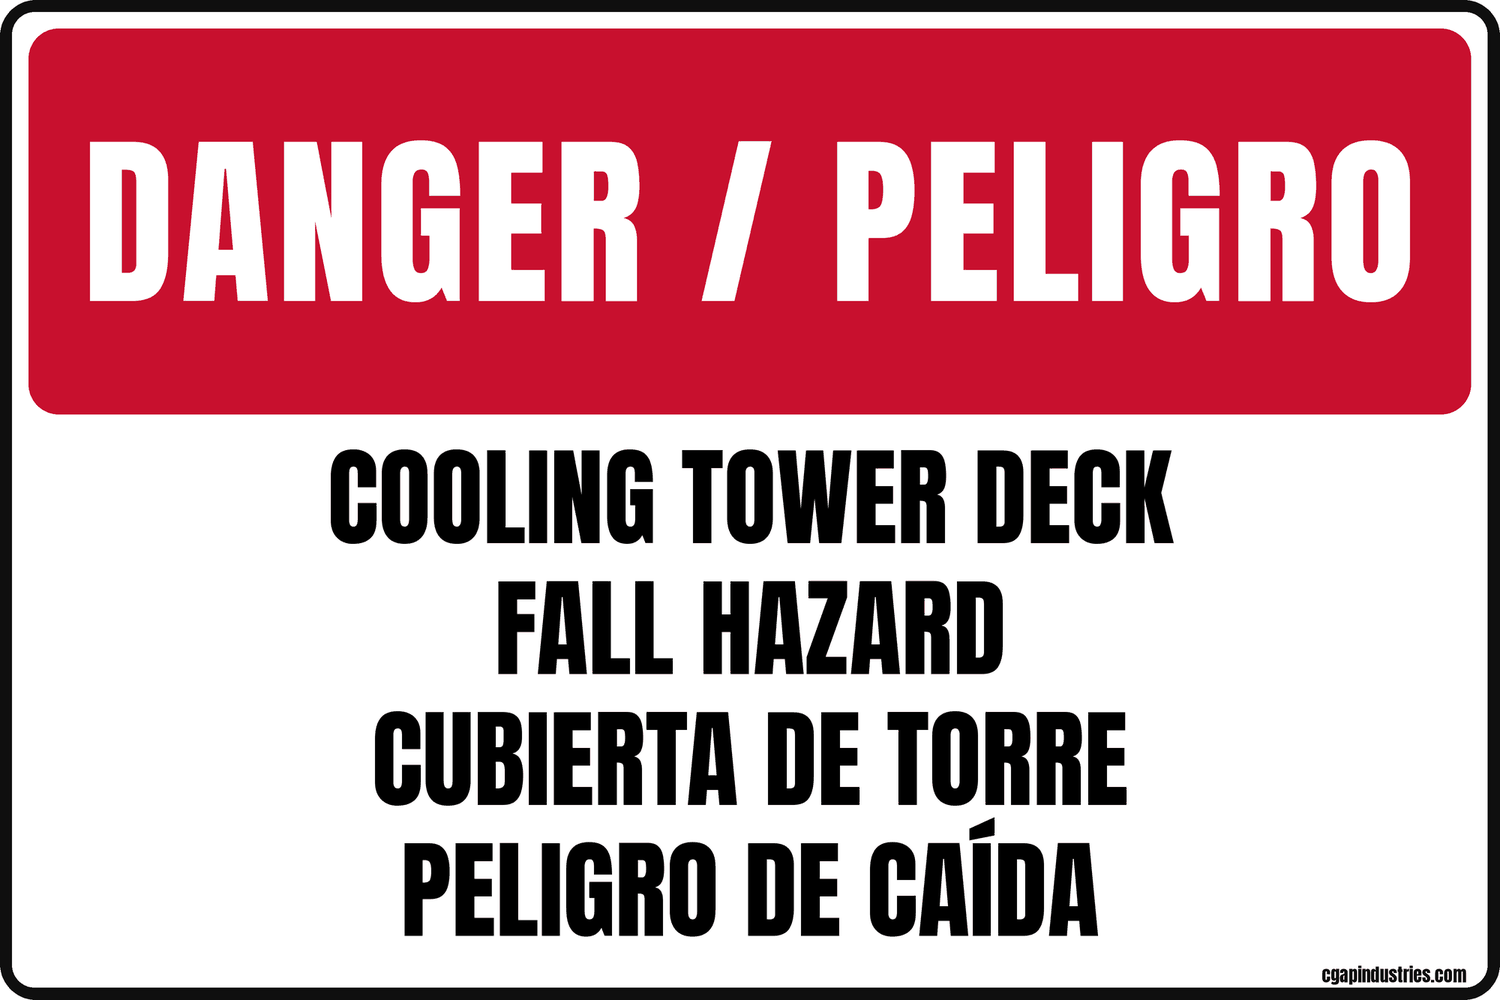 DANGER / PELIGRO
COOLING TOWER DECK
FALL HAZARD
CUBIERTA DE TORRE
PELIGRO DE CAÍDA
cgapindustries.com